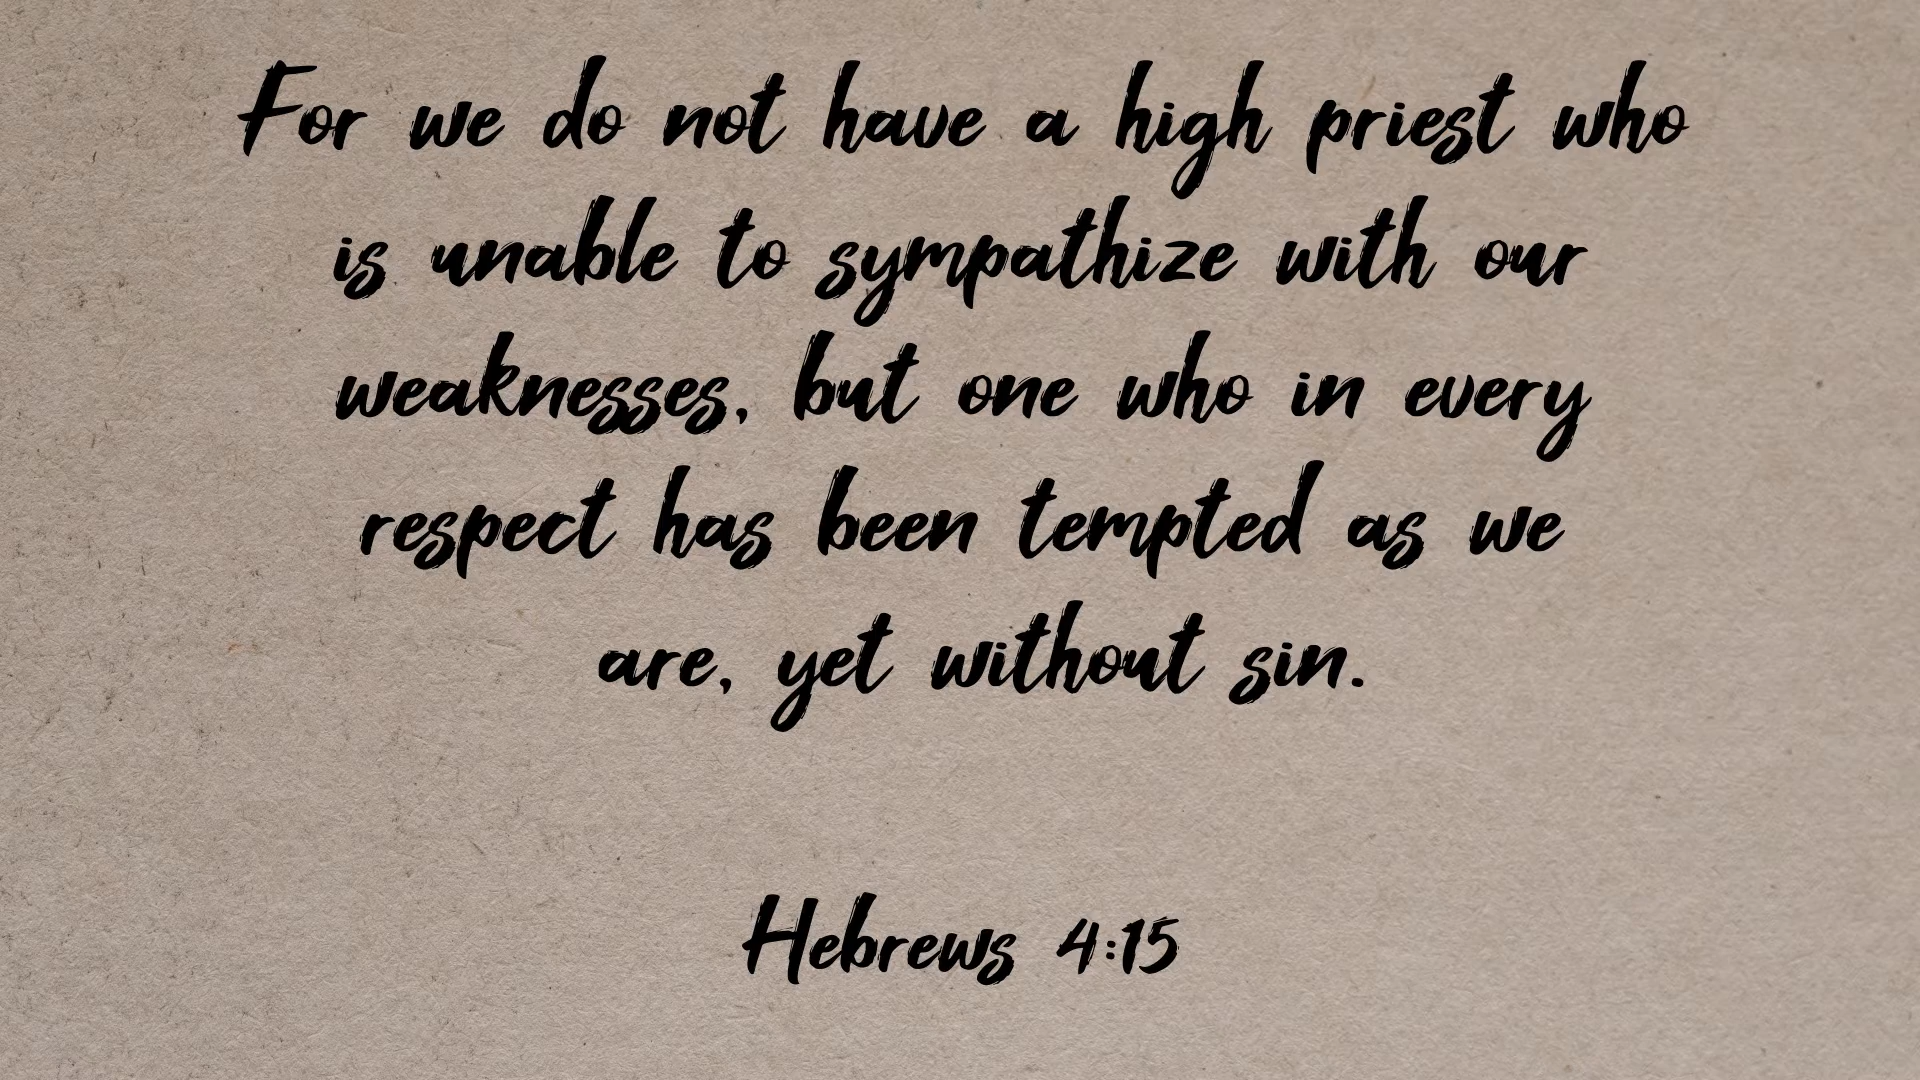 For we do not have a high priest who
is unable to sympathize with our
weaknesses, but one who in every
respect has been tempted as we
are, yet without sin.
Hebrews 4:15